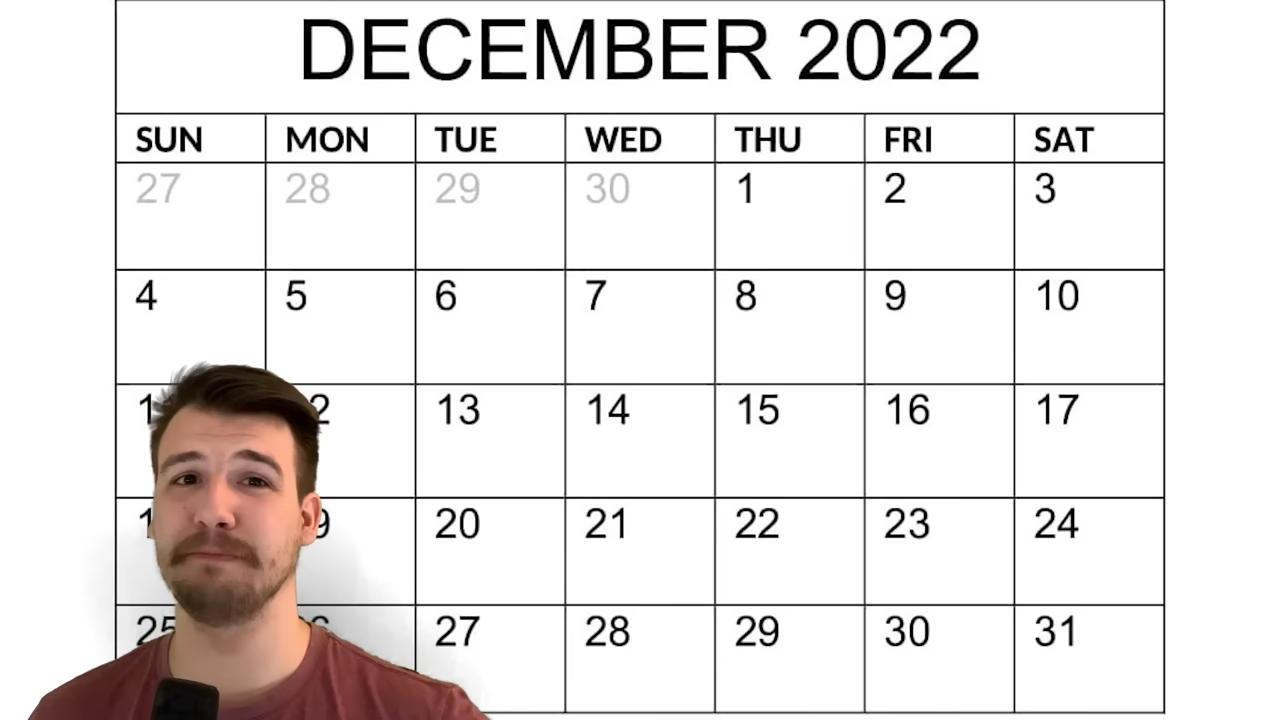 DECEMBER 2022
SUN MON TUE WED THU FRI SAT
27 28 29 30 1 2 3
4 5 6 7 8 9 10
13 14 15 16 17
20 21 22 23 24
25 27 28 29 30 31